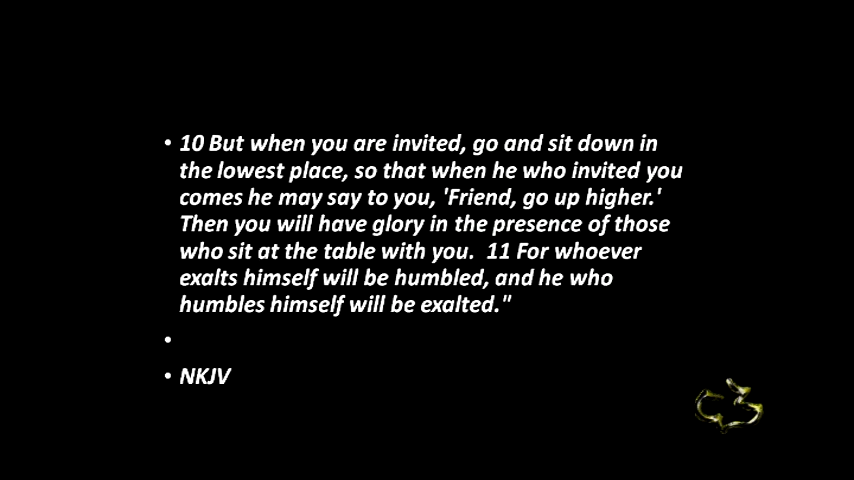 • 10 But when you are invited, go and sit down in
the lowest place, so that when he who invited you
comes he may say to you, 'Friend, go up higher.'
Then you will have glory in the presence of those
who sit at the table with you.  11 For whoever
exalts himself will be humbled, and he who
humbles himself will be exalted."
•
• NKJV
C3